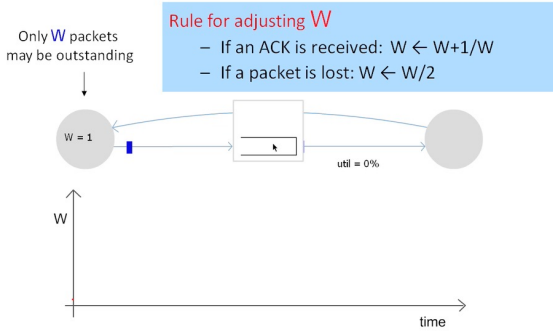 Only W packets
may be outstanding
Rule for adjusting W
– If an ACK is received: W ← W+1/W
– If a packet is lost: W ← W/2
W = 1
util = 0%
W
time